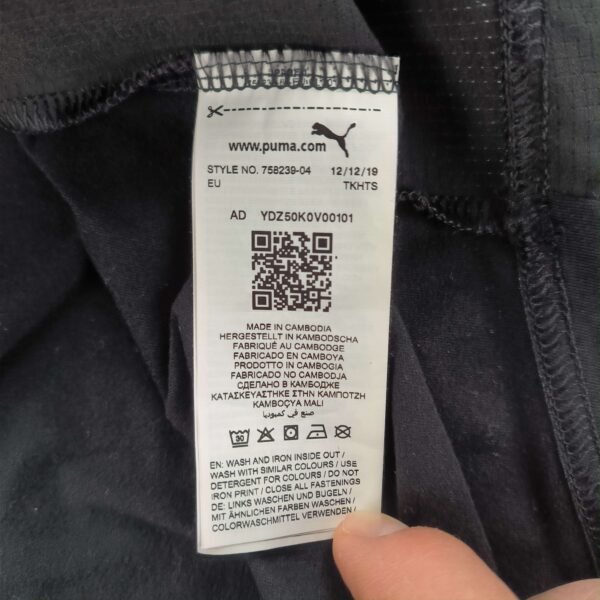 www.puma.com
STYLE NO. 758239-04 12/12/19
EU TKHTS
AD YDZ50K0V00101
MADE IN CAMBODIA
HERGESTELLT IN KAMBODSCHA
FABRIQUÉ AU CAMBODGE
FABRICADO EN CAMBOYA
PRODOTTO IN CAMBOGIA
FABRICADO NO CAMBODJA
СДЕЛАНО В КАМБОДЖЕ
ΚΑΤΑΣΚΕΥΑΣΤΗΚΕ ΣΤΗΝ ΚΑΜΠΟΤΖΗ
KAMBOÇYA MALI
صنع في كمبوديا
30
EN: WASH AND IRON INSIDE OUT /
WASH WITH SIMILAR COLOURS / USE
DETERGENT FOR COLOURS / DO NOT
IRON PRINT / CLOSE ALL FASTENINGS
DE: LINKS WASCHEN UND BUGELN /
MIT ÄHNLICHEN FARBEN WASCHEN /
COLORWASCHMITTEL VERWENDEN /